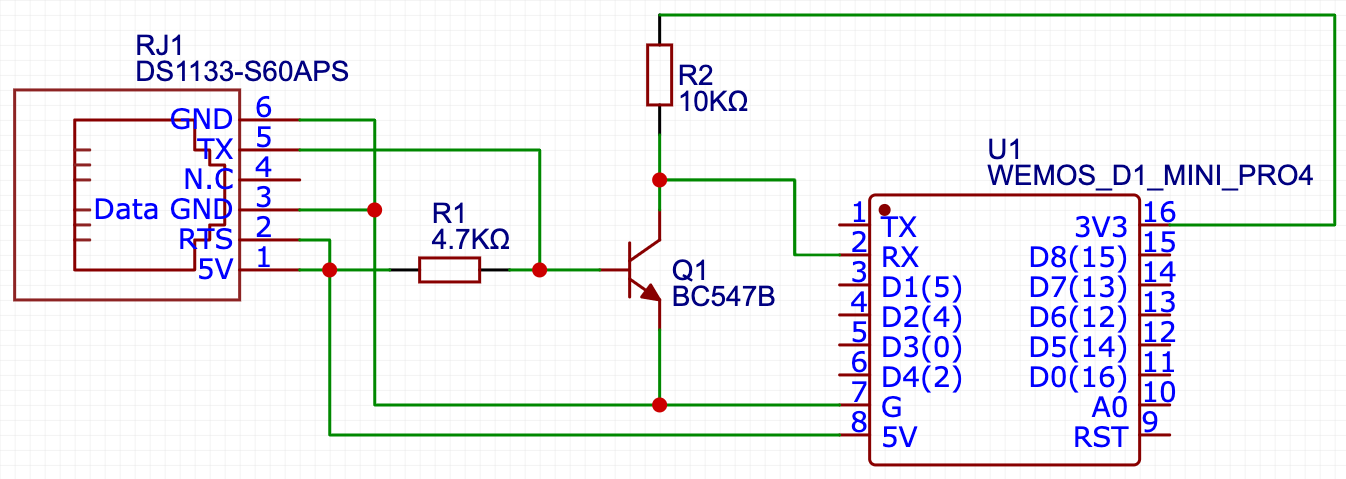 RJ1
DS1133-S60APS
GND 6
TX 5
N.C 4
Data GND 3
RTS 2
5V 1
R1
4.7KΩ
R2
10KΩ
Q1
BC547B
U1
WEMOS_D1_MINI_PRO4
1 TX 3V3 16
2 RX D8(15) 15
3 D1(5) D7(13) 14
4 D2(4) D6(12) 13
5 D3(0) D5(14) 12
6 D4(2) D0(16) 11
7 G A0 10
8 5V RST 9